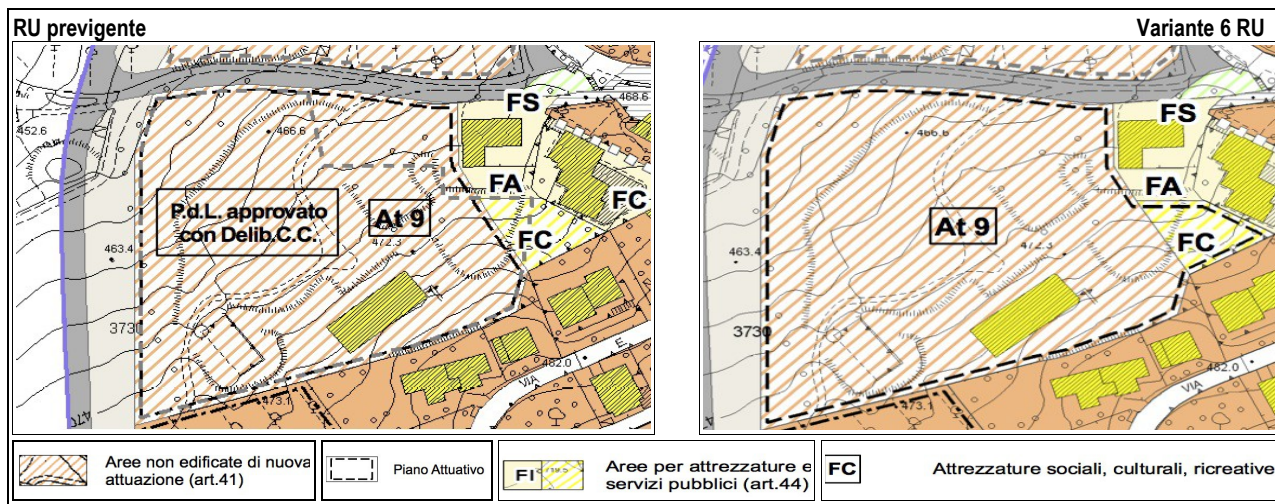 RU previgente
Variante 6 RU
FS
468.6
452.6
466.6
FA
FC
P.d.L. approvato
con Delib.C.C.
At 9
FC
463.4
472.3
3730
482.0
VIA
E
473.1
FS
466.6
FA
At 9
FC
463.4
472.3
3730
482.0
VIA
473.1
Aree non edificate di nuova
attuazione (art.41)
Piano Attuativo
FI
Aree per attrezzature e
servizi pubblici (art.44)
FC
Attrezzature sociali, culturali, ricreative